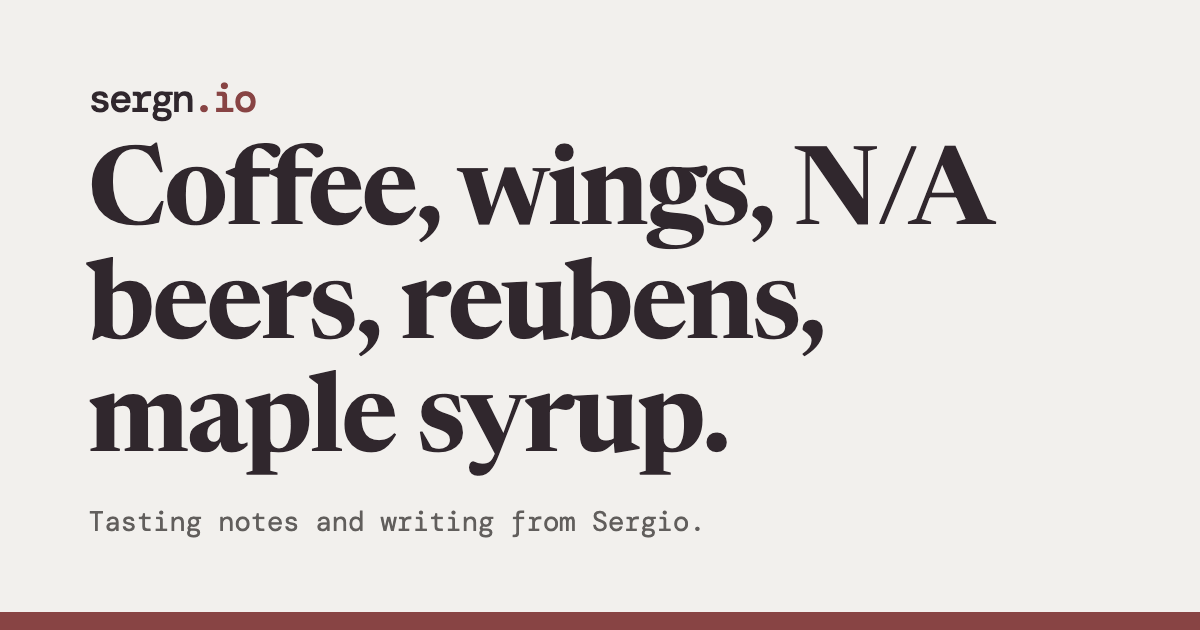 sergn.io
Coffee, wings, N/A
beers, reubens,
maple syrup.
Tasting notes and writing from Sergio.